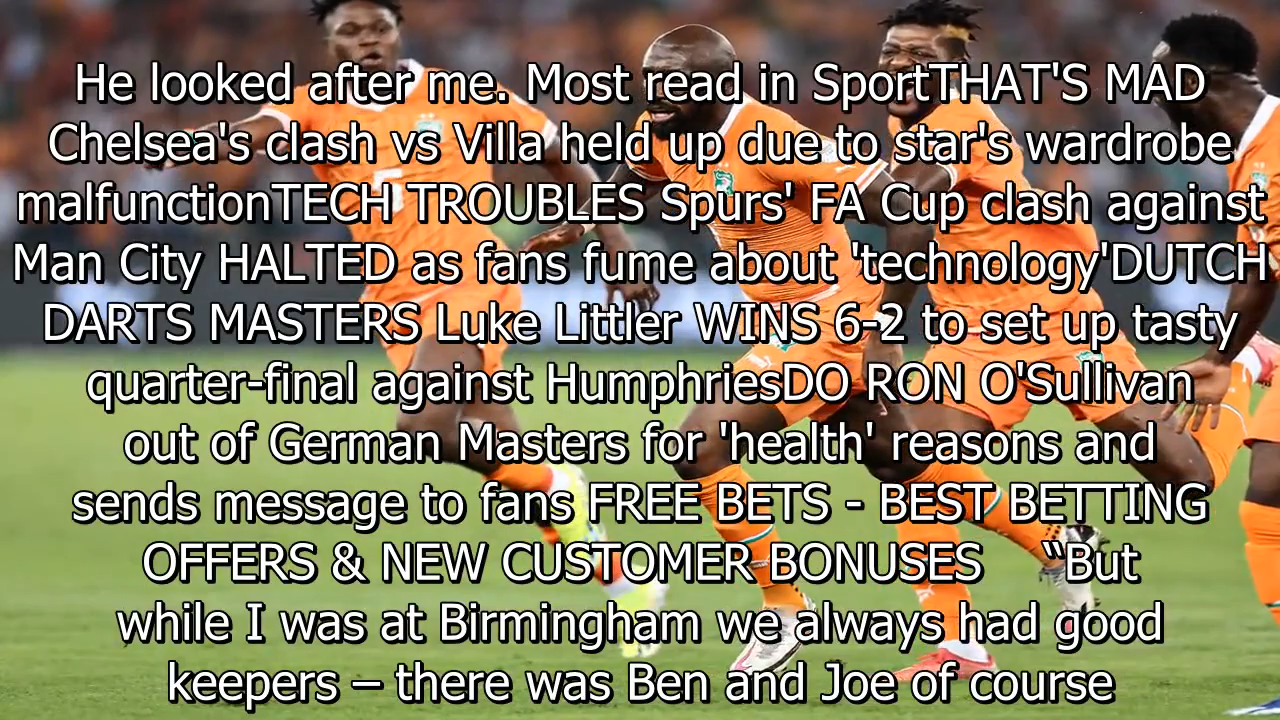 He looked after me. Most read in SportTHAT'S MAD
Chelsea's clash vs Villa held up due to star's wardrobe
malfunctionTECH TROUBLES Spurs' FA Cup clash against
Man City HALTED as fans fume about 'technology'DUTCH
DARTS MASTERS Luke Littler WINS 6-2 to set up tasty
quarter-final against HumphriesDO RON O'Sullivan
out of German Masters for 'health' reasons and
sends message to fans FREE BETS - BEST BETTING
OFFERS & NEW CUSTOMER BONUSES “But
while I was at Birmingham we always had good
keepers – there was Ben and Joe of course